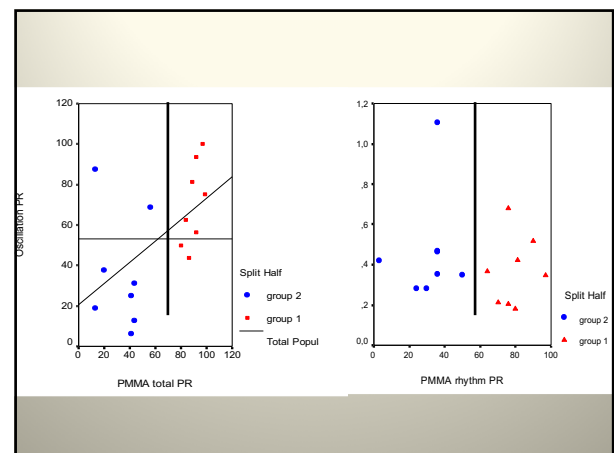 120
100
80
60
40
20
0
Oscillation PR
0 20 40 60 80 100 120
PMMA total PR
Split Half
group 2
group 1
Total Popul
1,2
1,0
,8
,6
,4
,2
0,0
0 20 40 60 80 100
PMMA rhythm PR
Split Half
group 2
group 1